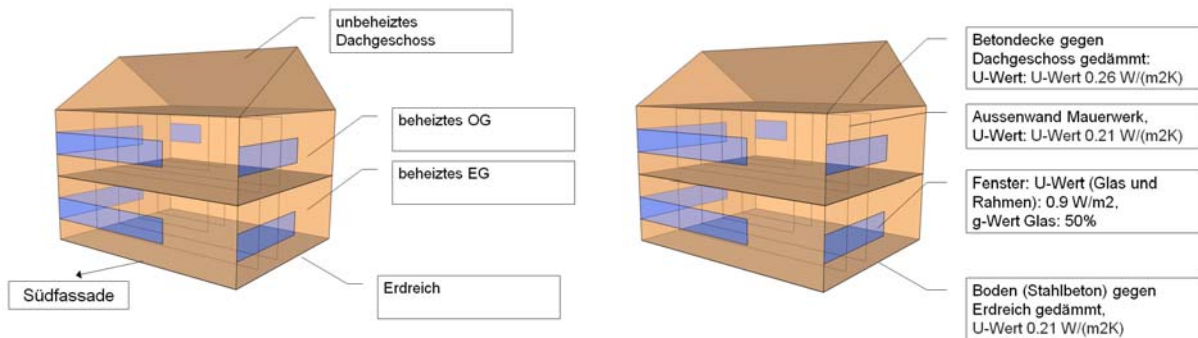 unbeheiztes
Dachgeschoss
beheiztes OG
beheiztes EG
Südfassade
Erdreich
Betondecke gegen
Dachgeschoss gedämmt:
U-Wert: U-Wert 0.26 W/(m2K)
Aussenwand Mauerwerk,
U-Wert: U-Wert 0.21 W/(m2K)
Fenster: U-Wert (Glas und
Rahmen): 0.9 W/m2,
g-Wert Glas: 50%
Boden (Stahlbeton) gegen
Erdreich gedämmt,
U-Wert 0.21 W/(m2K)